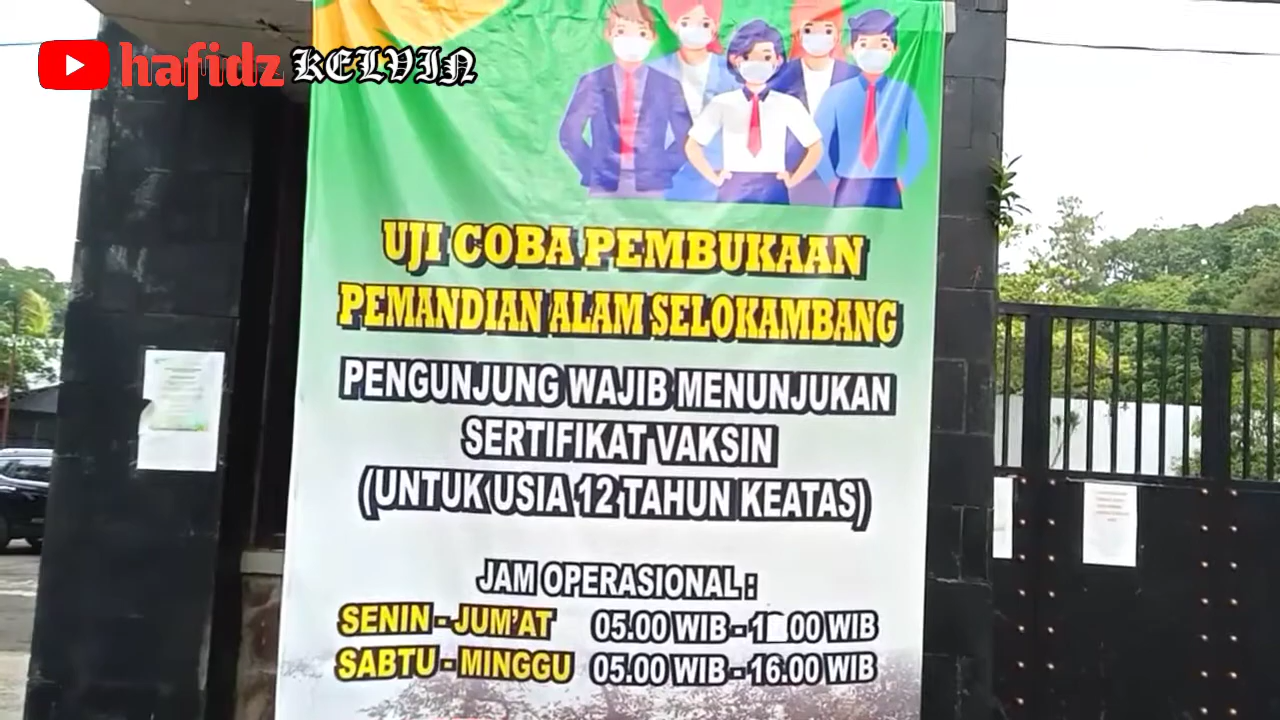 hafidz KELVIN
UJI COBA PEMBUKAAN
PEMANDIAN ALAM SELOKAMBANG
PENGUNJUNG WAJIB MENUNJUKAN
SERTIFIKAT VAKSIN
(UNTUK USIA 12 TAHUN KEATAS)
JAM OPERASIONAL :
SENIN - JUM'AT 05.00 WIB - WIB
SABTU - MINGGU 05.00 WIB - 16.00 WIB